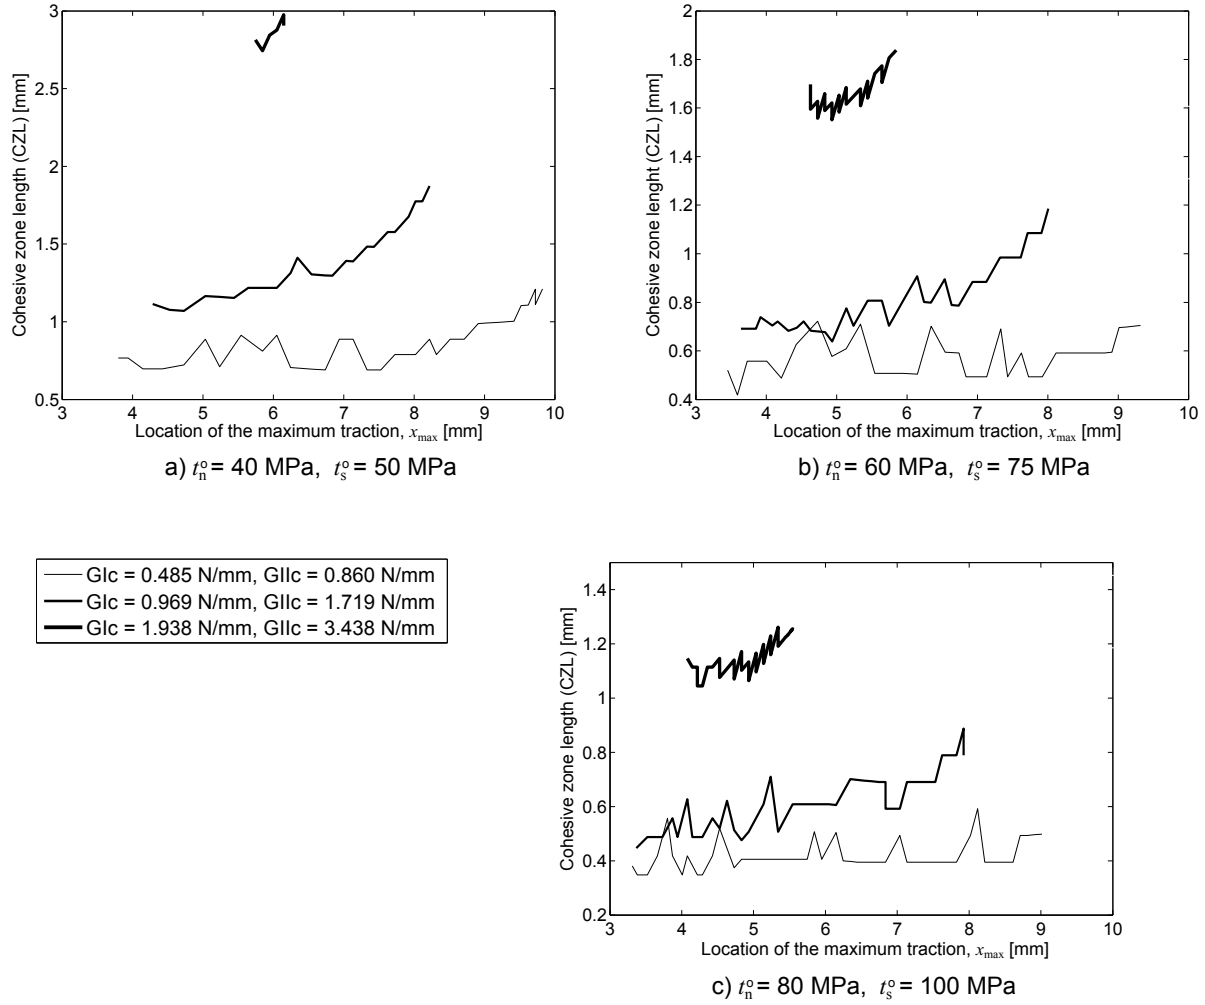 3
2.5
2
1.5
1
0.5
Cohesive zone length (CZL) [mm]
3 4 5 6 7 8 9 10
Location of the maximum traction, xmax [mm]
a) tno = 40 MPa, tso = 50 MPa
2
1.8
1.6
1.4
1.2
1
0.8
0.6
0.4
Cohesive zone lenght (CZL) [mm]
3 4 5 6 7 8 9 10
Location of the maximum traction, xmax [mm]
b) tno = 60 MPa, tso = 75 MPa
GIc = 0.485 N/mm, GIIc = 0.860 N/mm
GIc = 0.969 N/mm, GIIc = 1.719 N/mm
GIc = 1.938 N/mm, GIIc = 3.438 N/mm
1.4
1.2
1
0.8
0.6
0.4
0.2
Cohesive zone length (CZL) [mm]
3 4 5 6 7 8 9 10
Location of the maximum traction, xmax [mm]
c) tno = 80 MPa, tso = 100 MPa